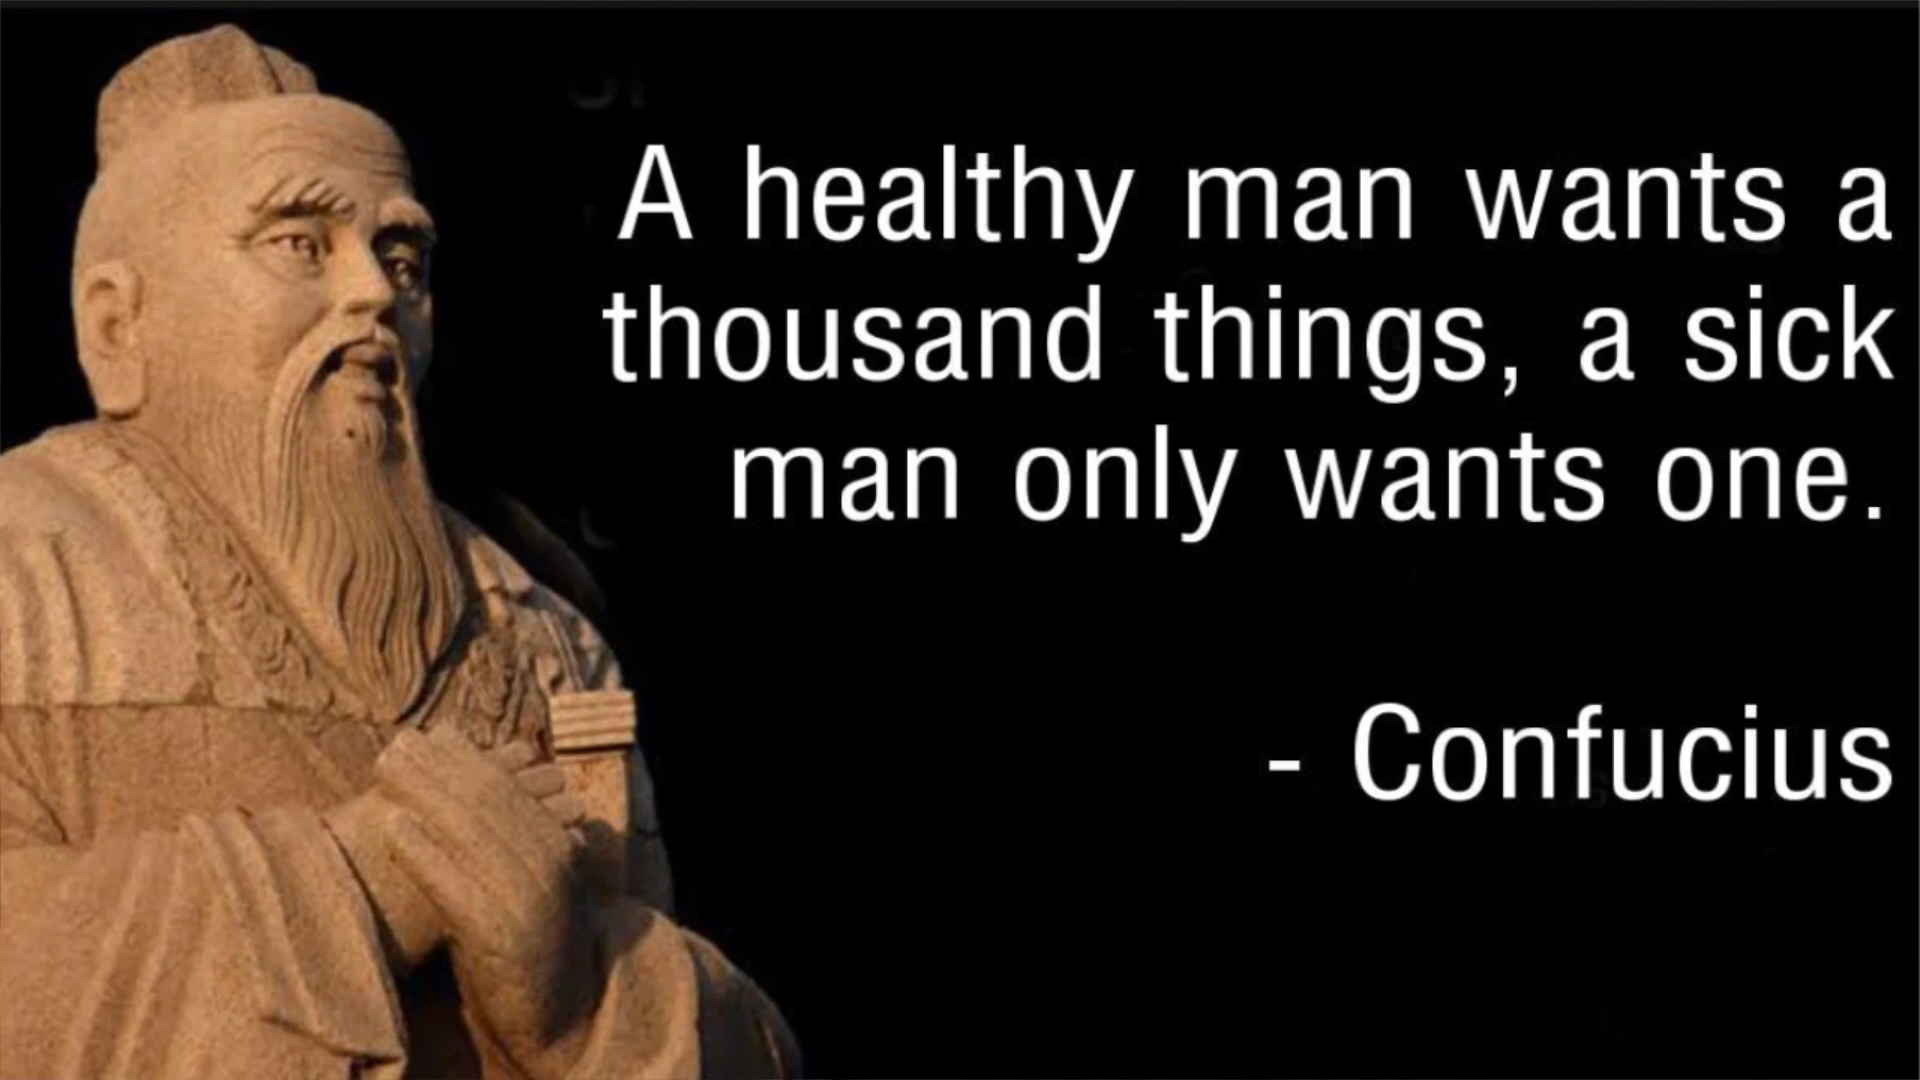 A healthy man wants a
thousand things, a sick
man only wants one.
- Confucius